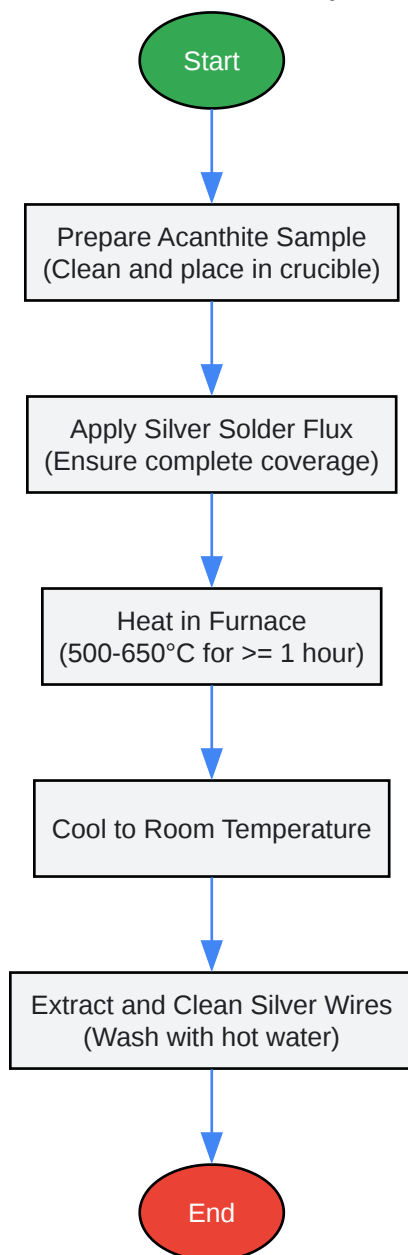 Start
Prepare Acanthite Sample
(Clean and place in crucible)
Apply Silver Solder Flux
(Ensure complete coverage)
Heat in Furnace
(500-650°C for >= 1 hour)
Cool to Room Temperature
Extract and Clean Silver Wires
(Wash with hot water)
End